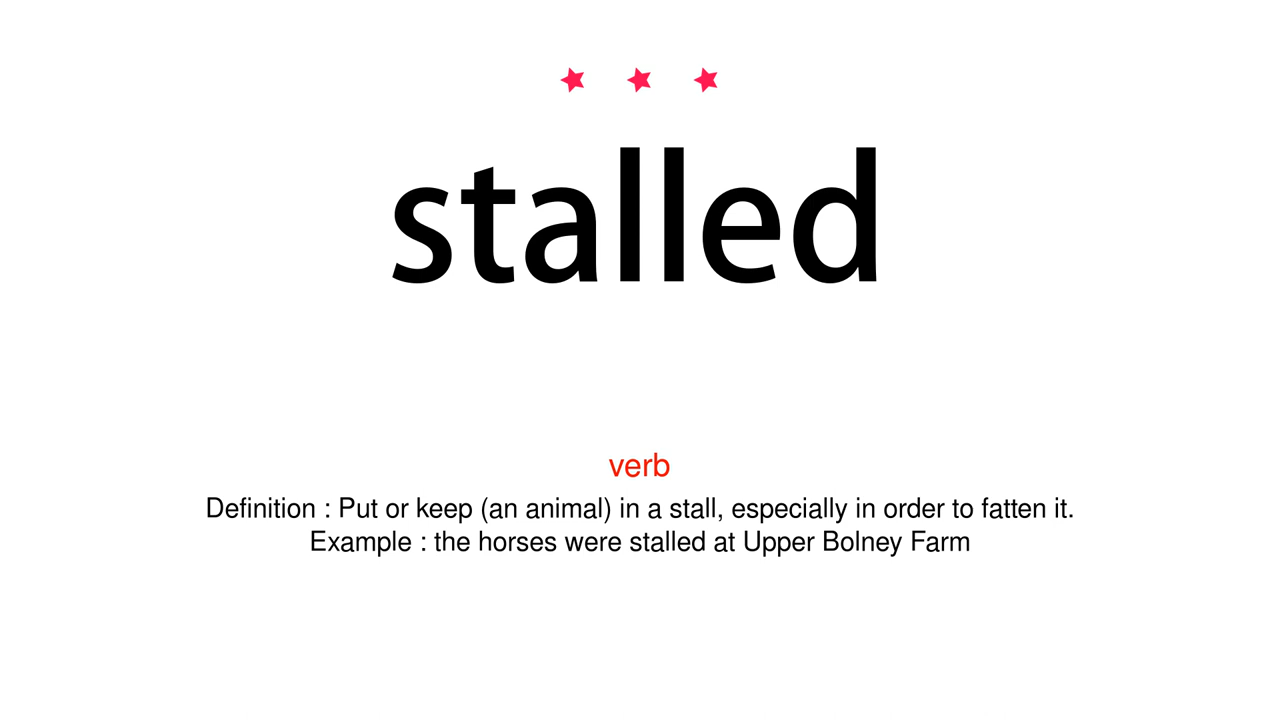 stalled
verb
Definition : Put or keep (an animal) in a stall, especially in order to fatten it.
Example : the horses were stalled at Upper Bolney Farm